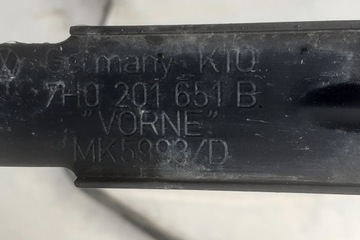 Germany KTO
7H0 201 651 B
"VORNE"
MK5993/D